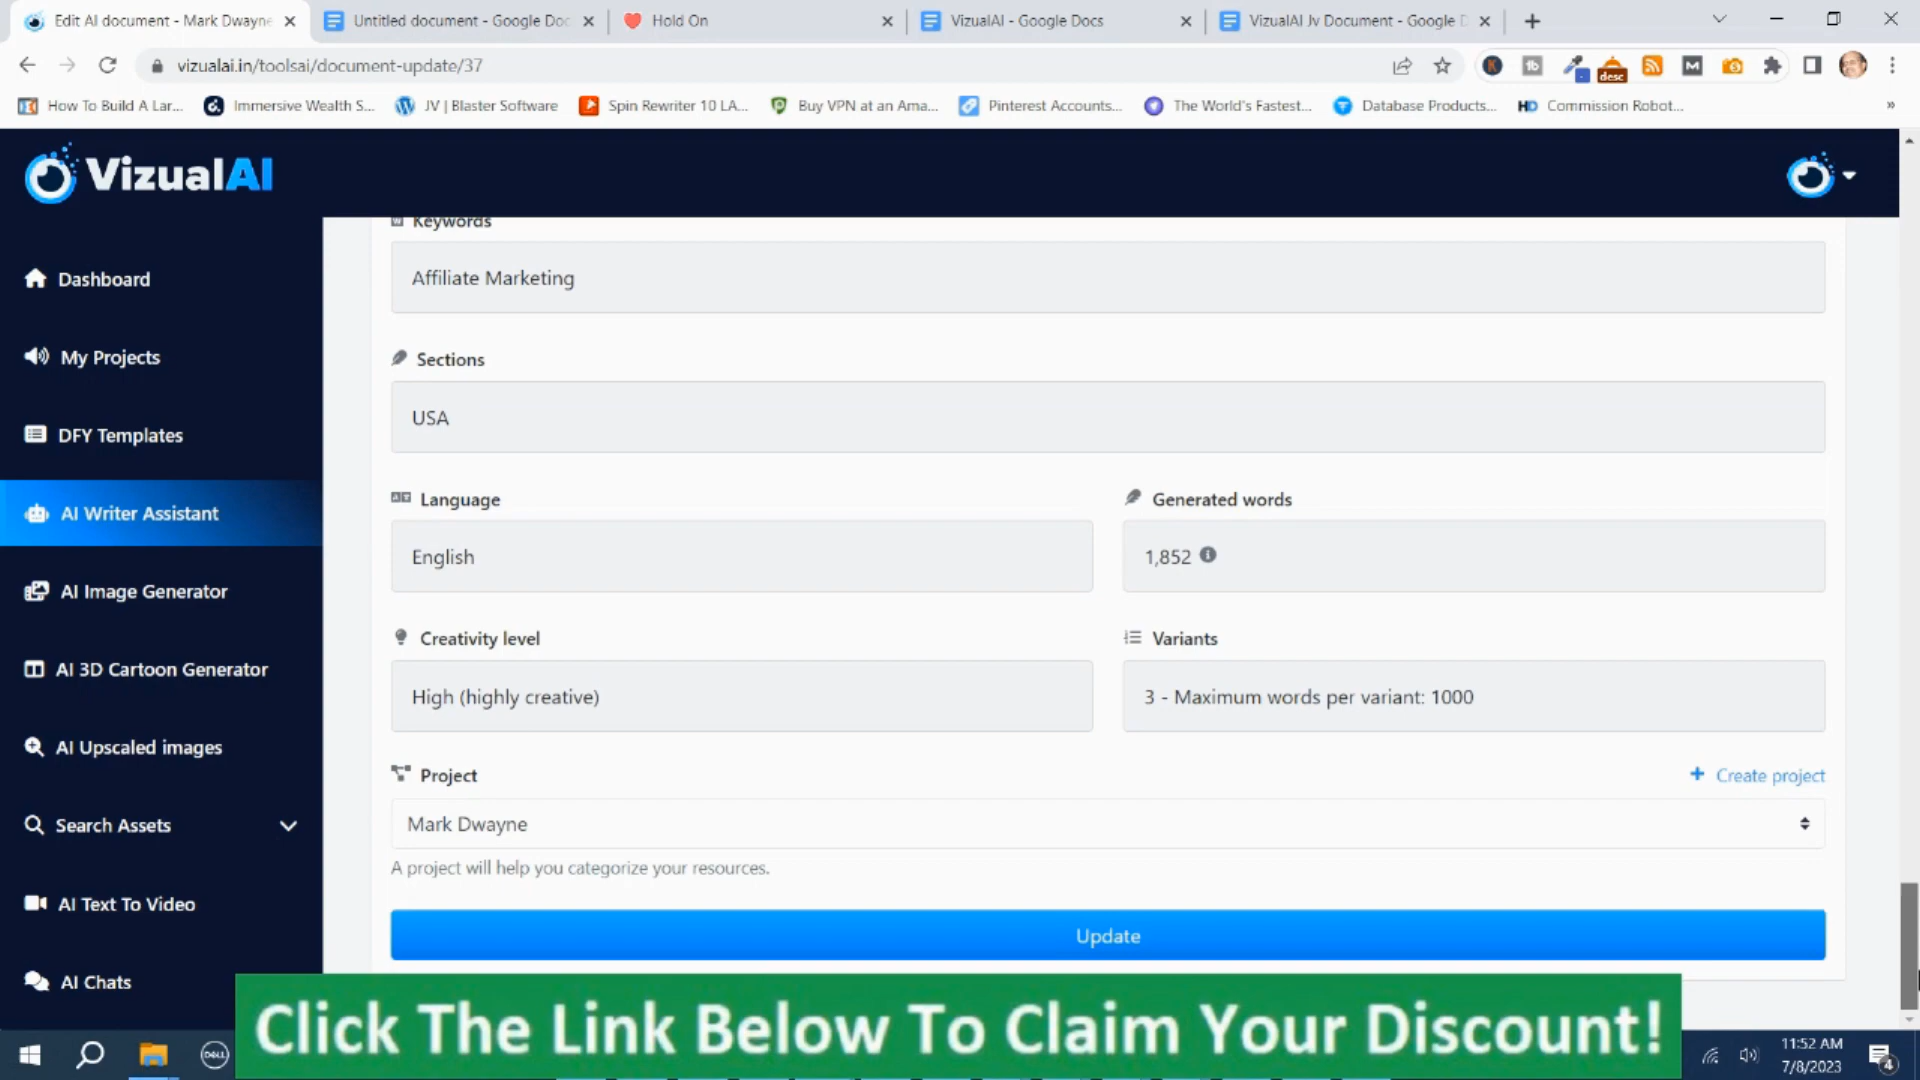 Edit AI document - Mark Dwayne
Untitled document - Google Doc
Hold On
VizualAI - Google Docs
VizualAI Jv Document - Google D
vizualai.in/toolsai/document-update/37
desc
How To Build A Lar...
Immersive Wealth S...
JV | Blaster Software
Spin Rewriter 10 LA...
Buy VPN at an Ama...
Pinterest Accounts...
The World's Fastest...
Database Products...
Commission Robot...
VizualAI
Dashboard
My Projects
DFY Templates
AI Writer Assistant
AI Image Generator
AI 3D Cartoon Generator
AI Upscaled images
Search Assets
AI Text To Video
AI Chats
Keywords
Affiliate Marketing
Sections
USA
Language
Generated words
English
1,852
Creativity level
Variants
High (highly creative)
3 - Maximum words per variant: 1000
Project
+ Create project
Mark Dwayne
A project will help you categorize your resources.
Update
Click The Link Below To Claim Your Discount!
DELL
11:52 AM
7/8/2023
4